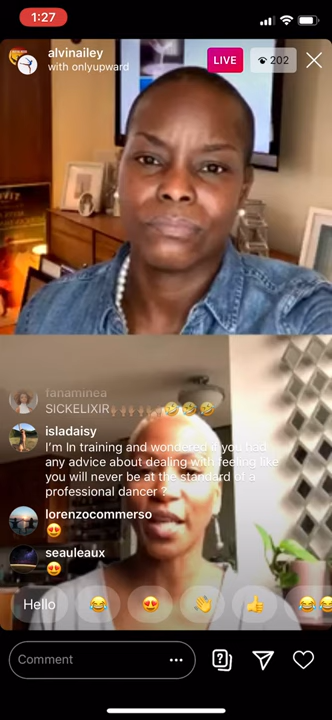 1:27
alvinailey
with onlyupward
LIVE
202
fanaminea
SICKELIXIR
isladaisy
I'm In training and wondered if you had
any advice about dealing with feeling like
you will never be at the standard of a
professional dancer ?
lorenzocommerso
seauleaux
Hello
Comment